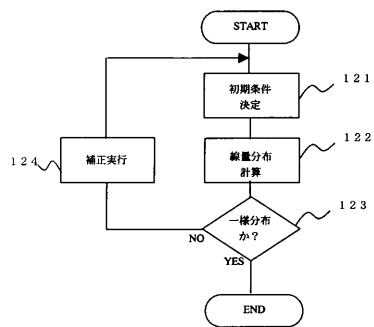 START
初期条件
決定
１２１
線量分布
計算
１２２
補正実行
１２４
一様分布
か？
１２３
NO
YES
END